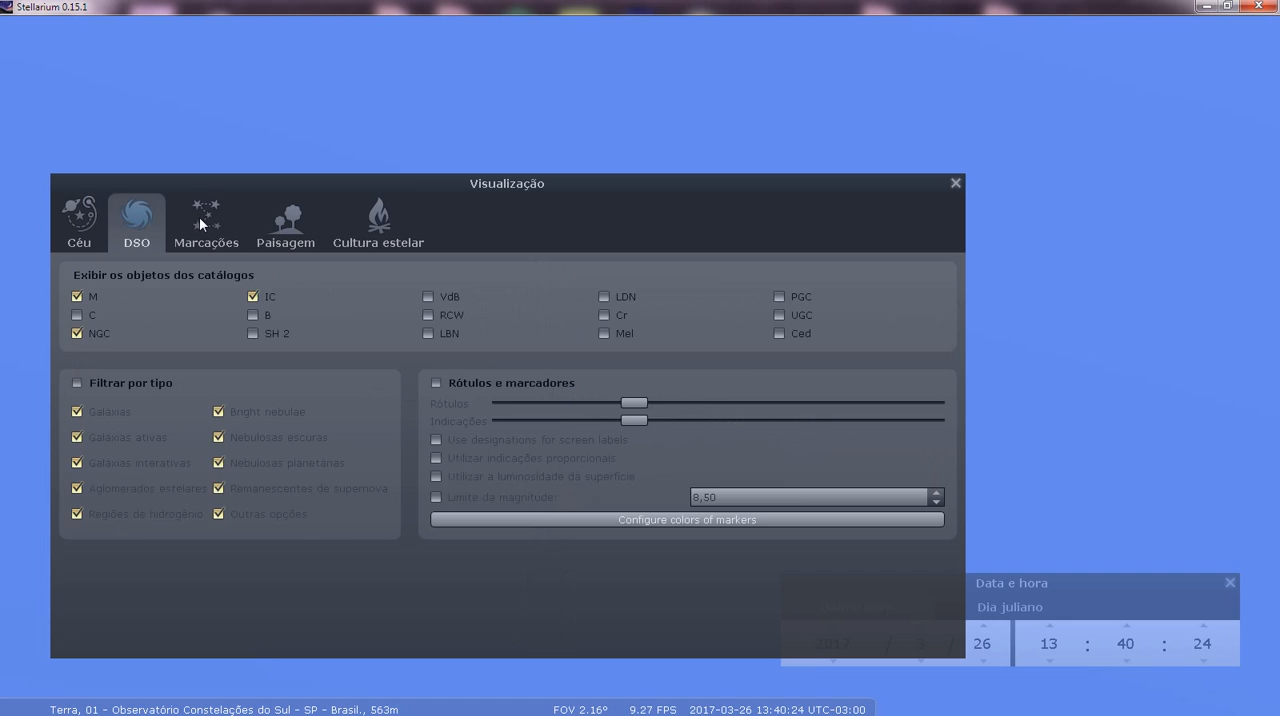 Stellarium 0.15.1
Visualização
Céu DSO Marcações Paisagem Cultura estelar
Exibir os objetos dos catálogos
M IC VdB LDN PGC
C B RCW Cr UGC
NGC SH 2 LBN Mel Ced
Filtrar por tipo
Galáxias Bright nebulae
Galáxias ativas Nebulosas escuras
Galáxias interativas Nebulosas planetárias
Aglomerados estelares Remanescentes de supernova
Regiões de hidrogênio Outras opções
Rótulos e marcadores
Rótulos
Indicações
Use designations for screen labels
Utilizar indicações proporcionais
Utilizar a luminosidade da superfície
Limite da magnitude: 8,50
Configure colors of markers
Data e hora
Dia juliano
2017 / 3 / 26 13 : 40 : 24
Terra, 01 - Observatório Constelações do Sul - SP - Brasil., 563m FOV 2.16° 9.27 FPS 2017-03-26 13:40:24 UTC-03:00